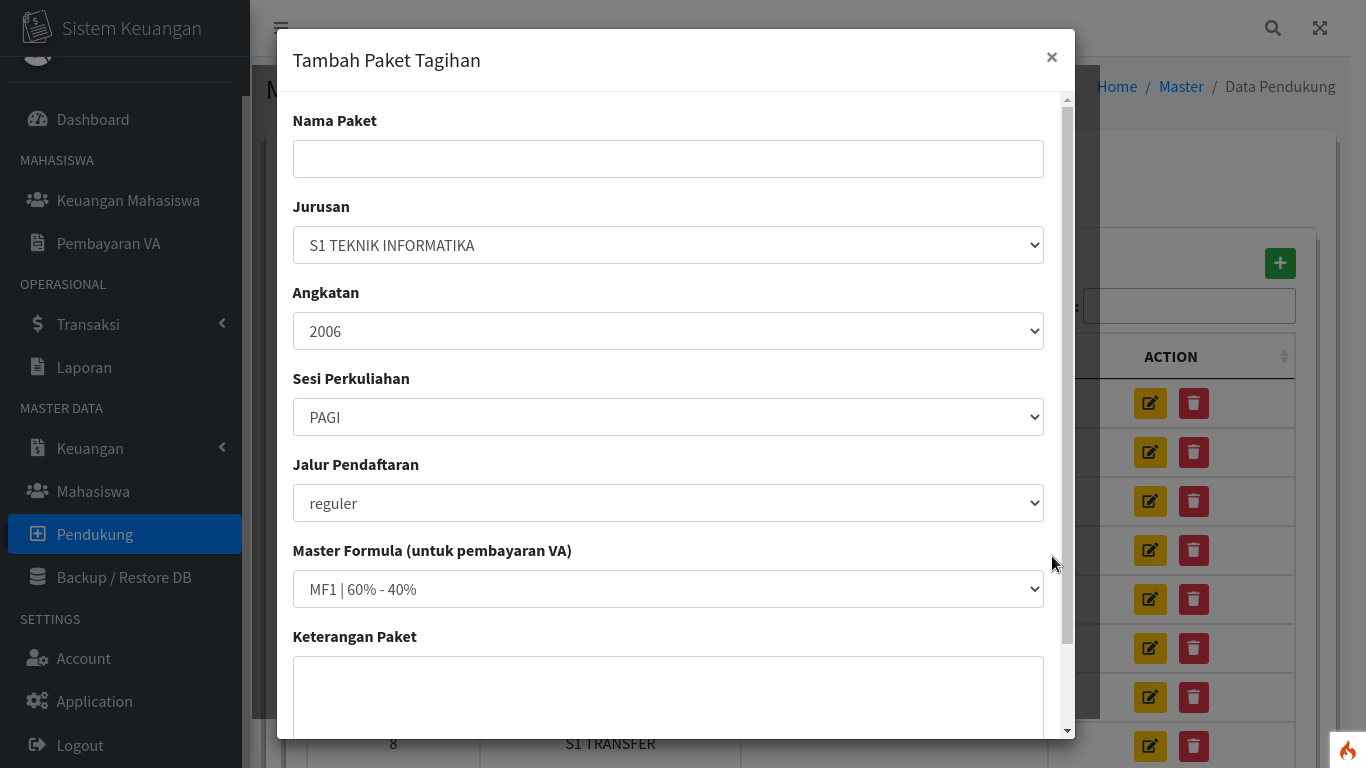 Sistem Keuangan
Dashboard
MAHASISWA
Keuangan Mahasiswa
Pembayaran VA
OPERASIONAL
Transaksi
Laporan
MASTER DATA
Keuangan
Mahasiswa
Pendukung
Backup / Restore DB
SETTINGS
Account
Application
Logout
Home / Master / Data Pendukung
Tambah Paket Tagihan
×
Nama Paket
Jurusan
S1 TEKNIK INFORMATIKA
Angkatan
2006
Sesi Perkuliahan
PAGI
Jalur Pendaftaran
reguler
Master Formula (untuk pembayaran VA)
MF1 | 60% - 40%
Keterangan Paket
ACTION
8 S1 TRANSFER